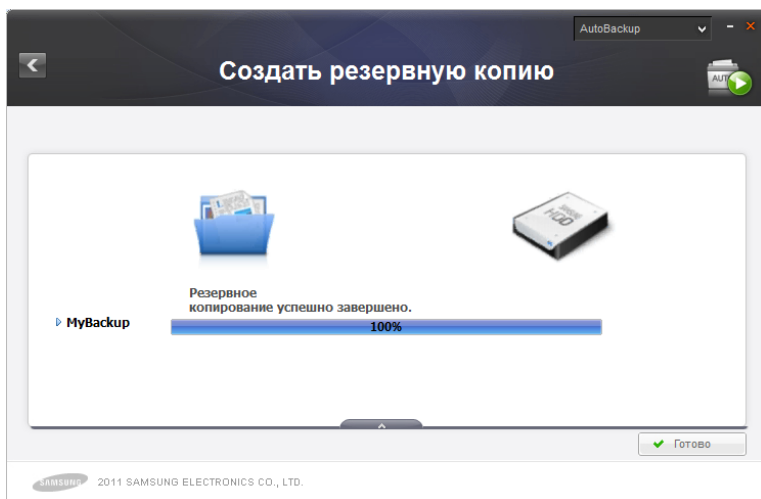 AutoBackup
Создать резервную копию
AUTO
SAMSUNG
HDD
Резервное
копирование успешно завершено.
MyBackup
100%
Готово
SAMSUNG 2011 SAMSUNG ELECTRONICS CO., LTD.